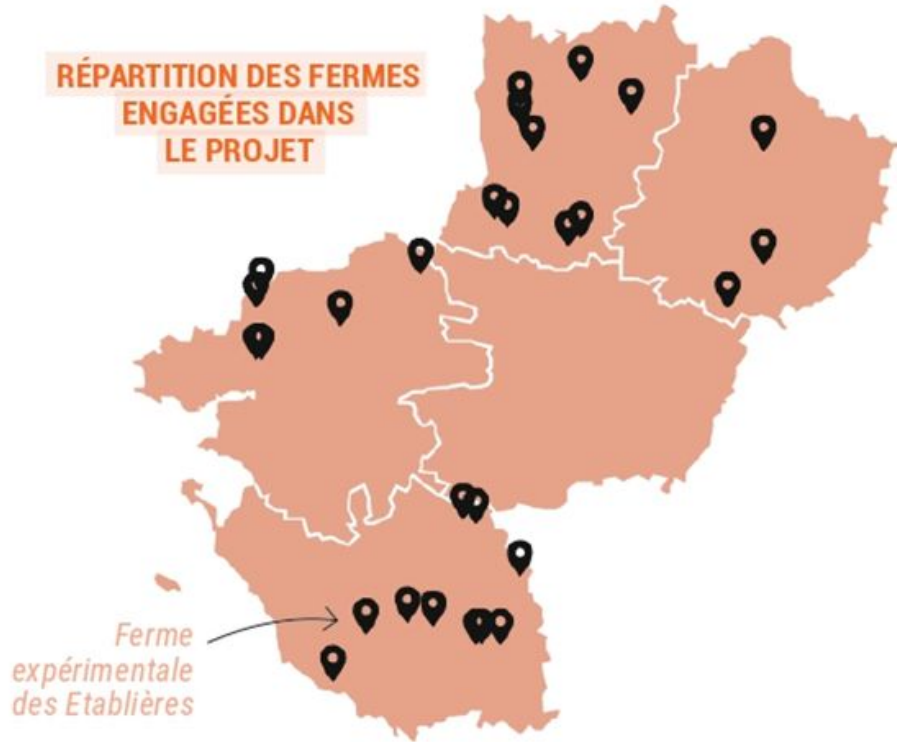 RÉPARTITION DES FERMES
ENGAGÉES DANS
LE PROJET
Ferme
expérimentale
des Etablières